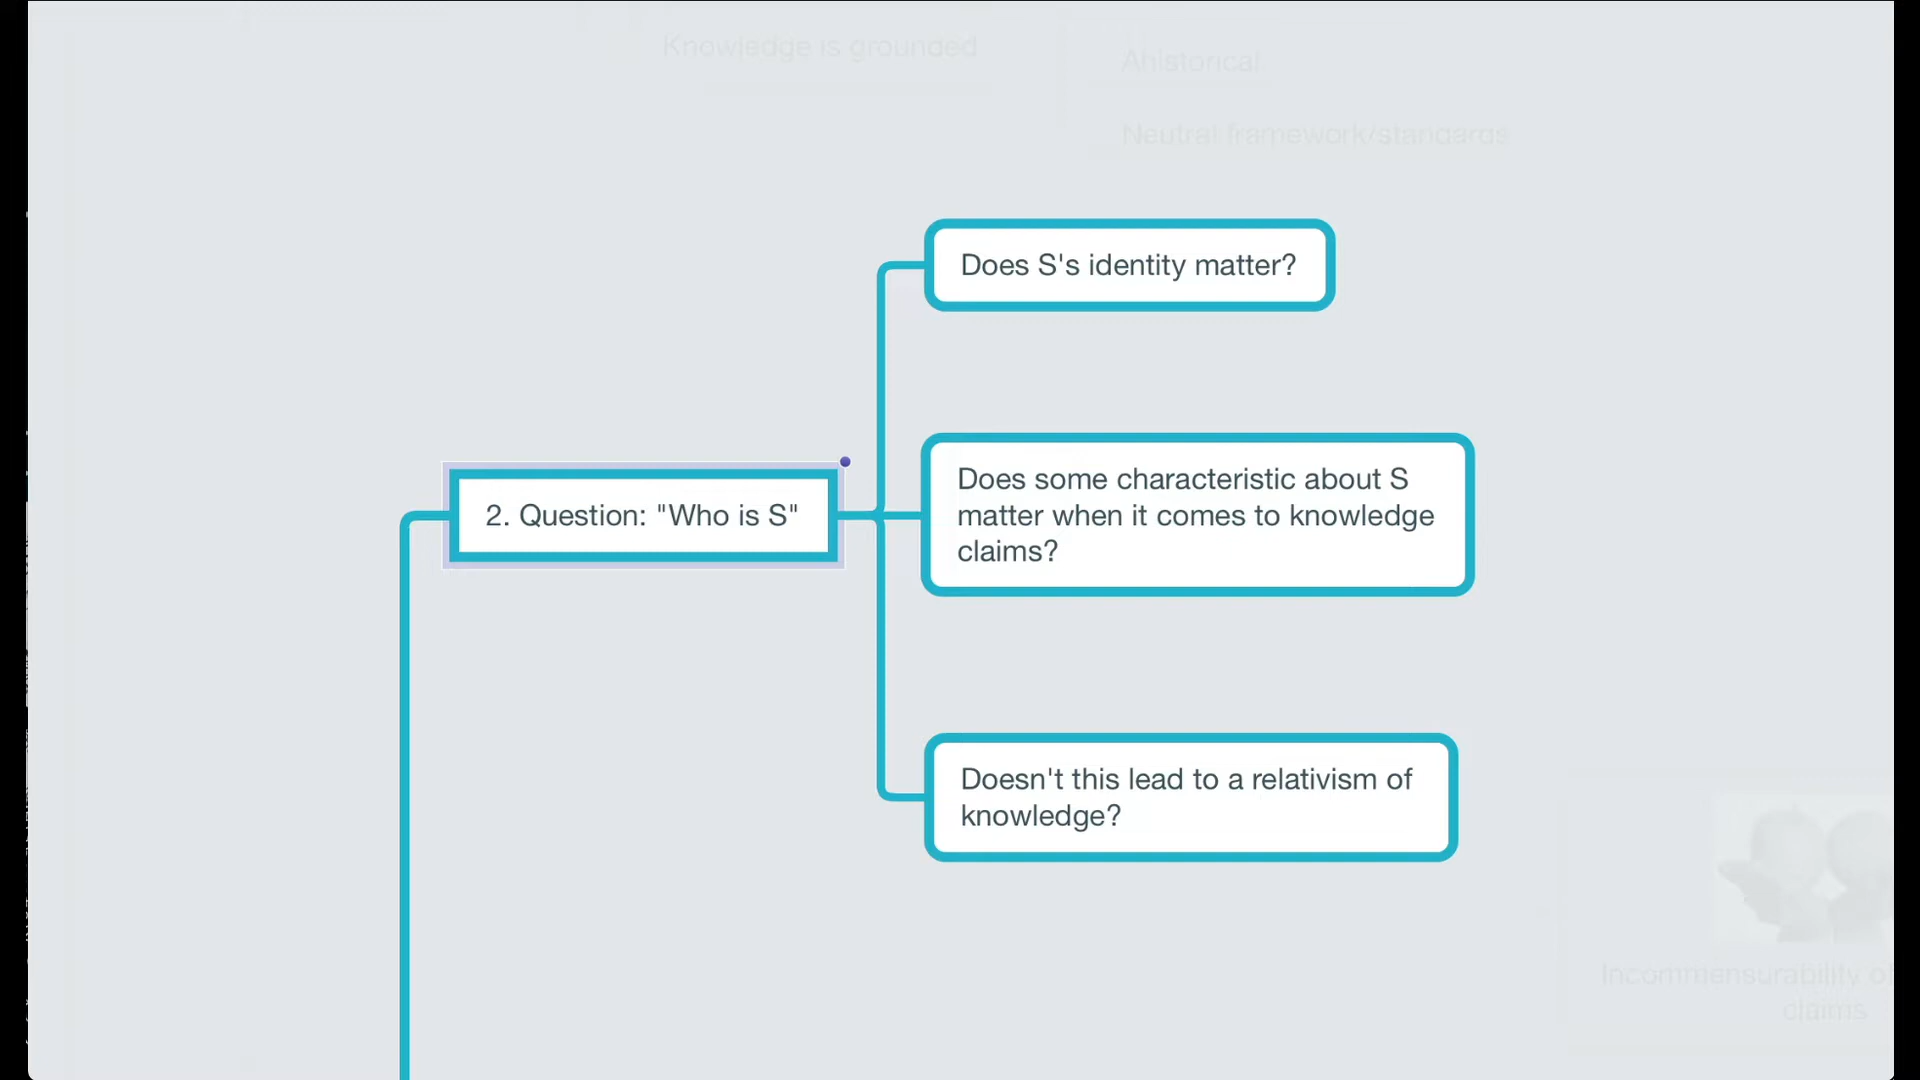 Knowledge is grounded
Ahistorical
Neutral framework/standards
Does S's identity matter?
2. Question: "Who is S"
Does some characteristic about S
matter when it comes to knowledge
claims?
Doesn't this lead to a relativism of
knowledge?
Incommensurability of
claims